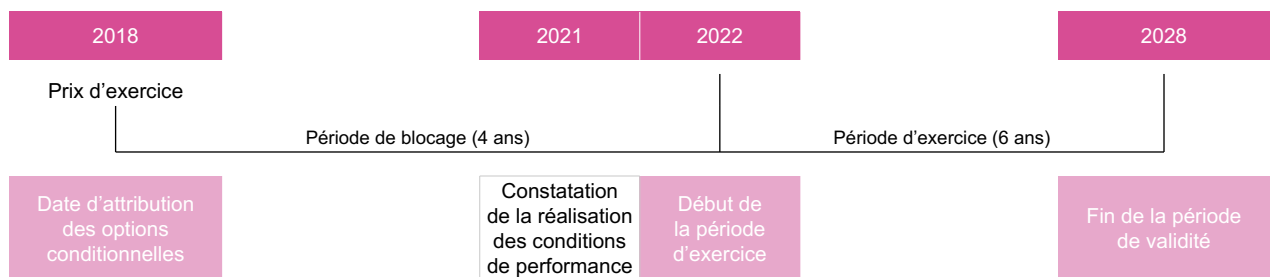 2018
2021
2022
2028
Prix d'exercice
Période de blocage (4 ans)
Période d'exercice (6 ans)
Date d'attribution
des options
conditionnelles
Constatation
de la réalisation
des conditions
de performance
Début de
la période
d'exercice
Fin de la période
de validité